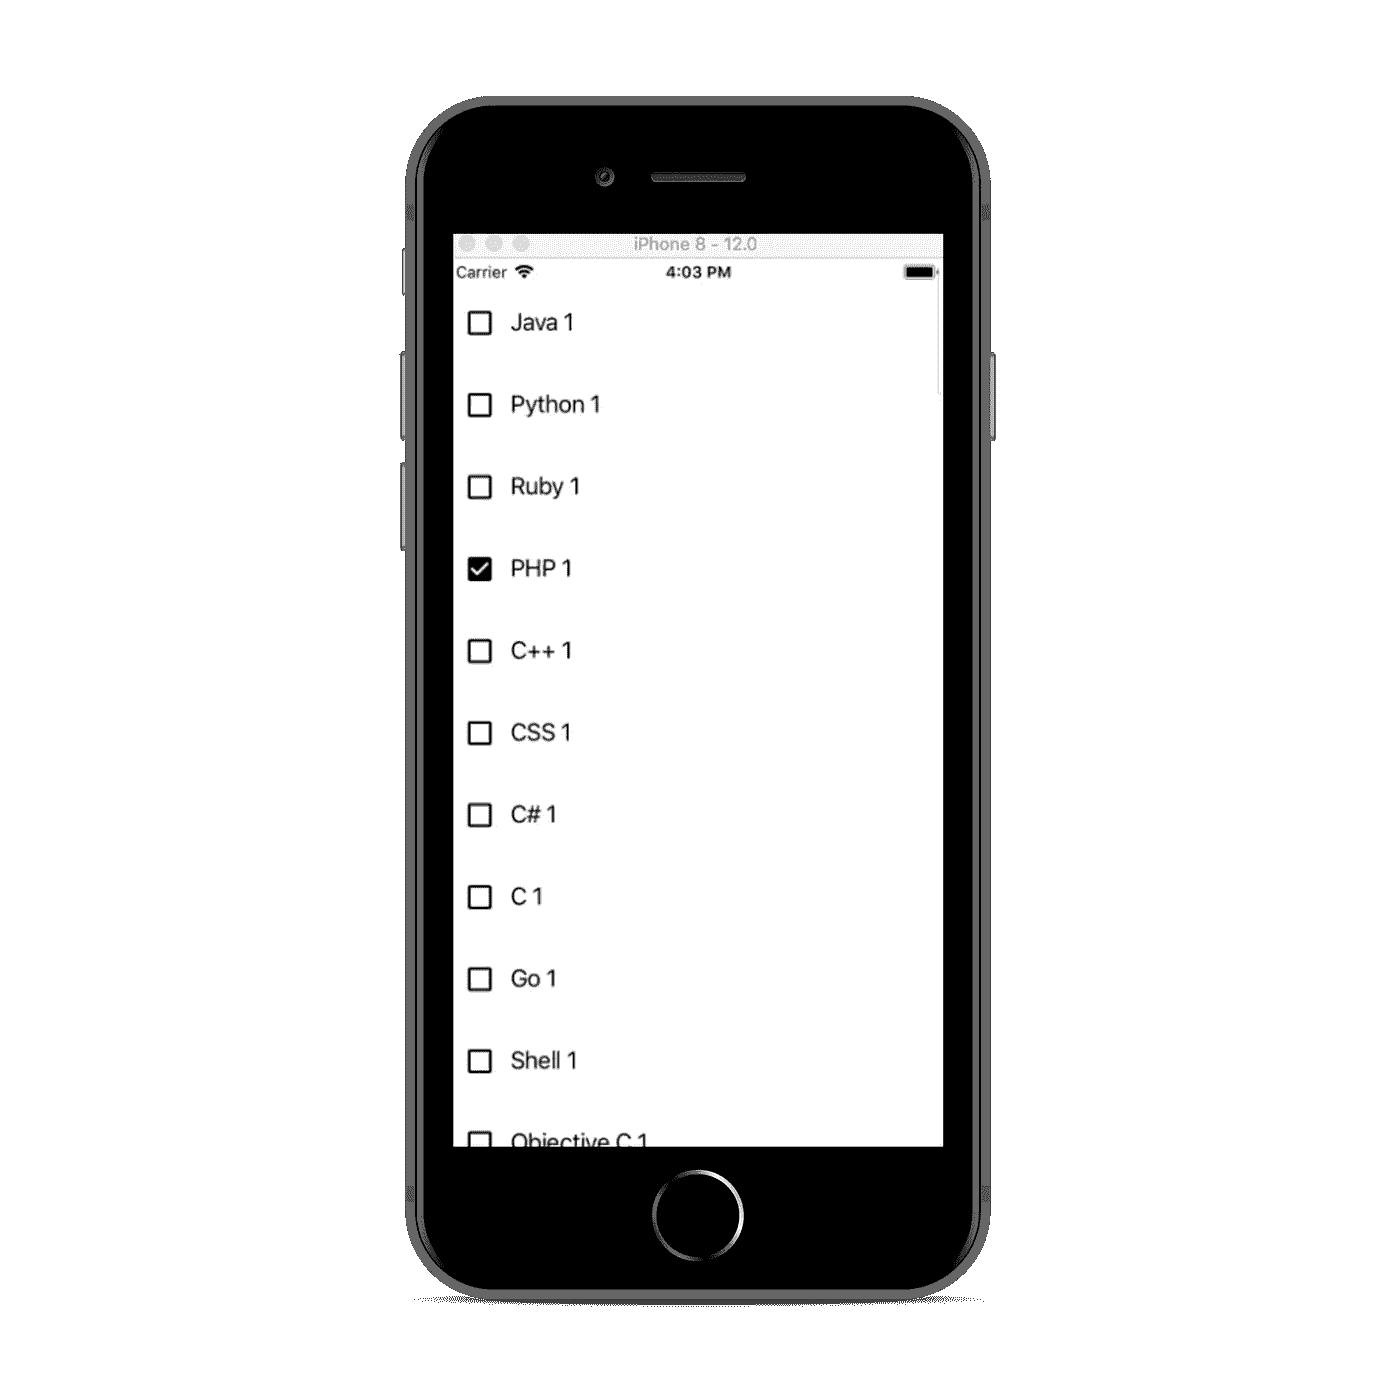 iPhone 8 - 12.0
Carrier 4:03 PM
Java 1
Python 1
Ruby 1
PHP 1
C++ 1
CSS 1
C# 1
C 1
Go 1
Shell 1
Objective C 1